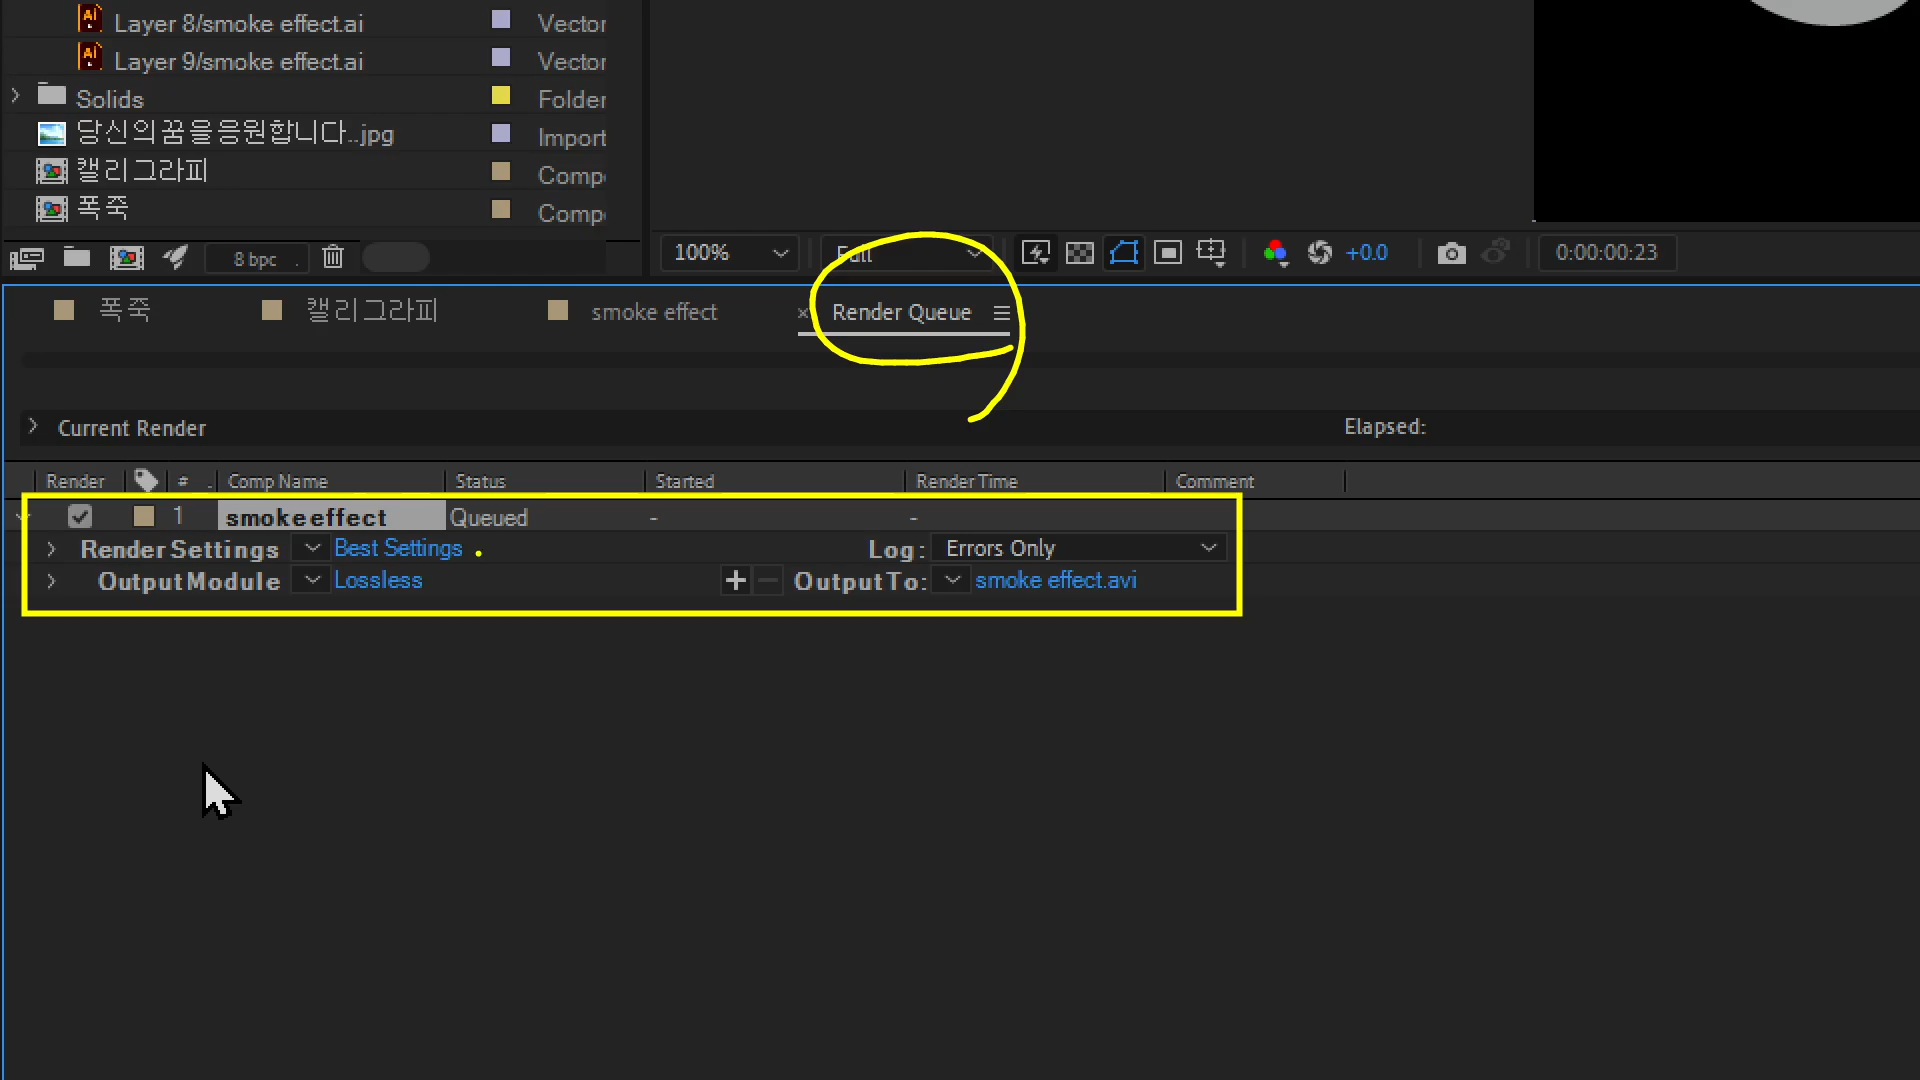 Layer 8/smoke effect.ai Vector
Layer 9/smoke effect.ai Vector
Solids Folder
당신의꿈을응원합니다..jpg Import
캘리그라피 Comp
폭죽 Comp
8 bpc
100% Full +0.0 0:00:00:23
폭죽 캘리그라피 smoke effect × Render Queue
Current Render Elapsed:
Render # Comp Name Status Started Render Time Comment
1 smoke effect Queued - -
Render Settings Best Settings Log: Errors Only
Output Module Lossless + Output To: smoke effect.avi